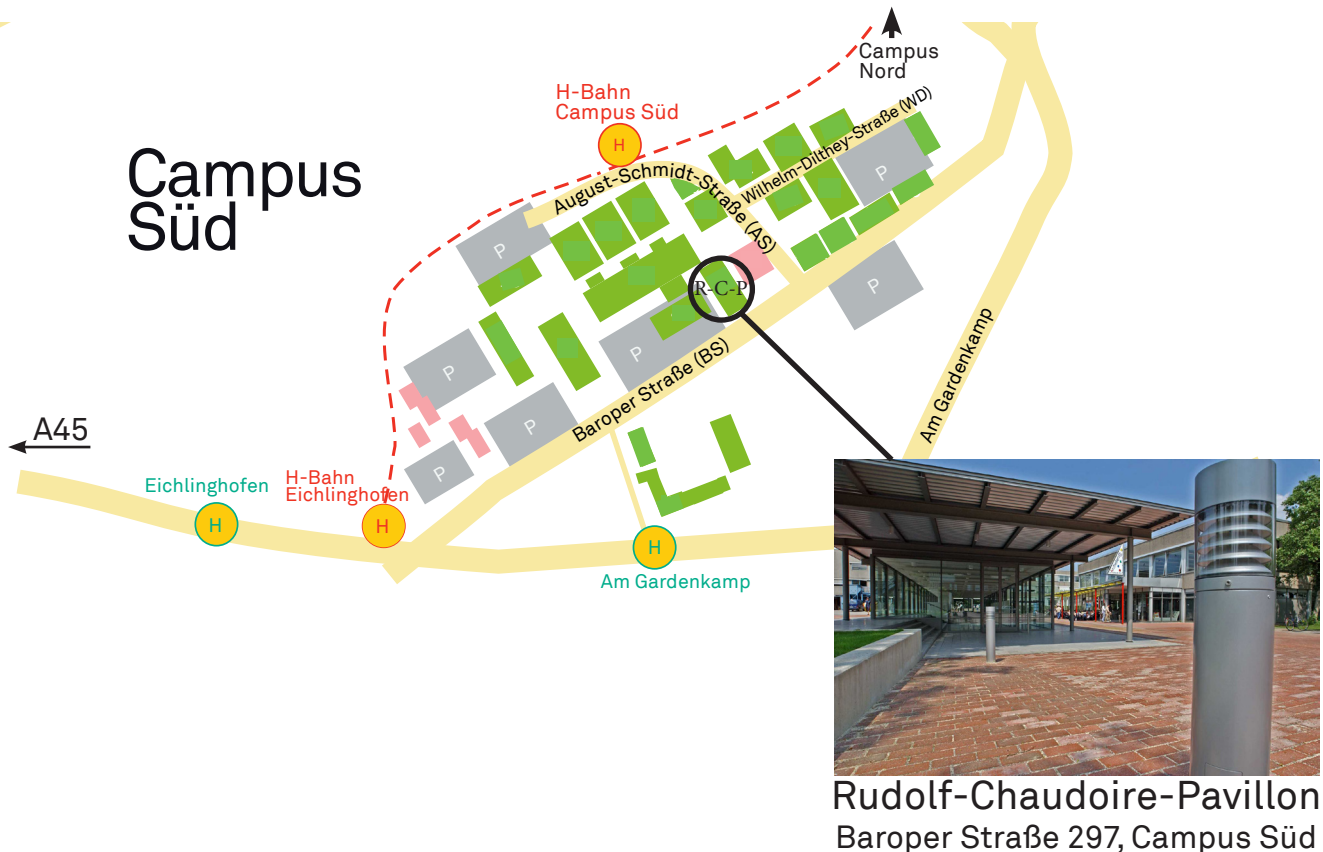 Campus
Nord
H-Bahn
Campus Süd
H
Campus
Süd
Wilhelm-Dilthey-Straße (WD)
August-Schmidt-Straße (AS)
P
P
R-C-P
P
P
P
Baroper Straße (BS)
Am Gardenkamp
P
P
A45
Eichlinghofen
H
H-Bahn
Eichlinghofen
H
H
Am Gardenkamp
Rudolf-Chaudoire-Pavillon
Baroper Straße 297, Campus Süd